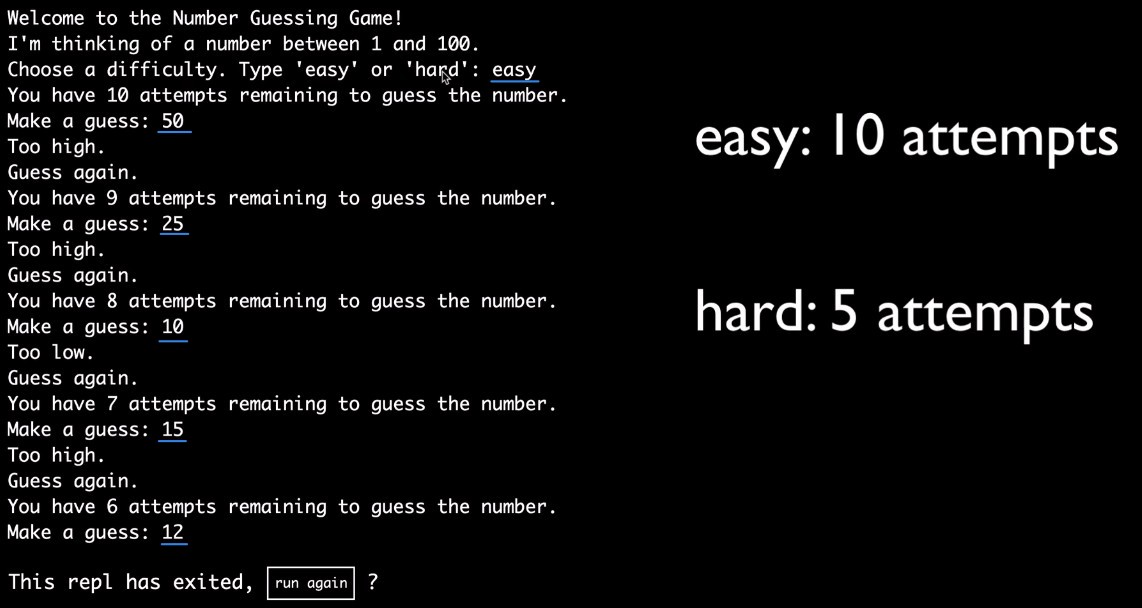 Welcome to the Number Guessing Game!
I'm thinking of a number between 1 and 100.
Choose a difficulty. Type 'easy' or 'hard': easy
You have 10 attempts remaining to guess the number.
Make a guess: 50
Too high.
Guess again.
You have 9 attempts remaining to guess the number.
Make a guess: 25
Too high.
Guess again.
You have 8 attempts remaining to guess the number.
Make a guess: 10
Too low.
Guess again.
You have 7 attempts remaining to guess the number.
Make a guess: 15
Too high.
Guess again.
You have 6 attempts remaining to guess the number.
Make a guess: 12
This repl has exited, run again ?
easy: 10 attempts
hard: 5 attempts